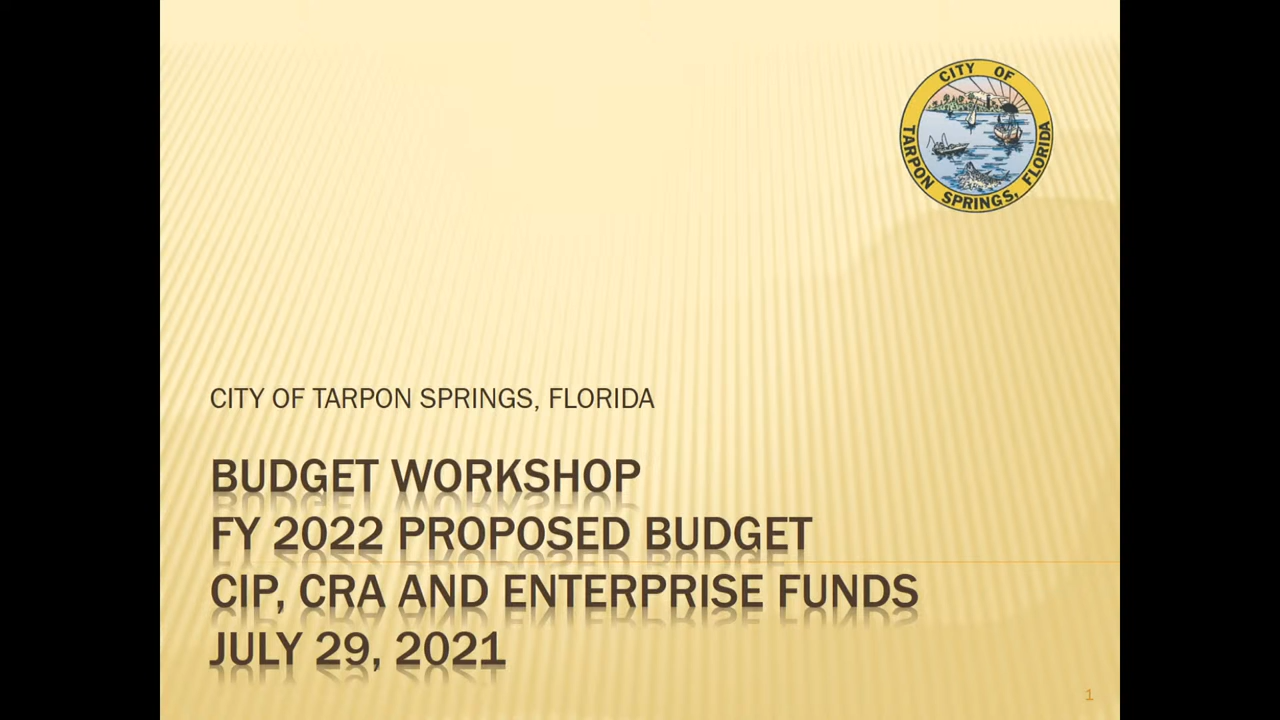 CITY OF
TARPON SPRINGS, FLORIDA
CITY OF TARPON SPRINGS, FLORIDA
BUDGET WORKSHOP
FY 2022 PROPOSED BUDGET
CIP, CRA AND ENTERPRISE FUNDS
JULY 29, 2021
1